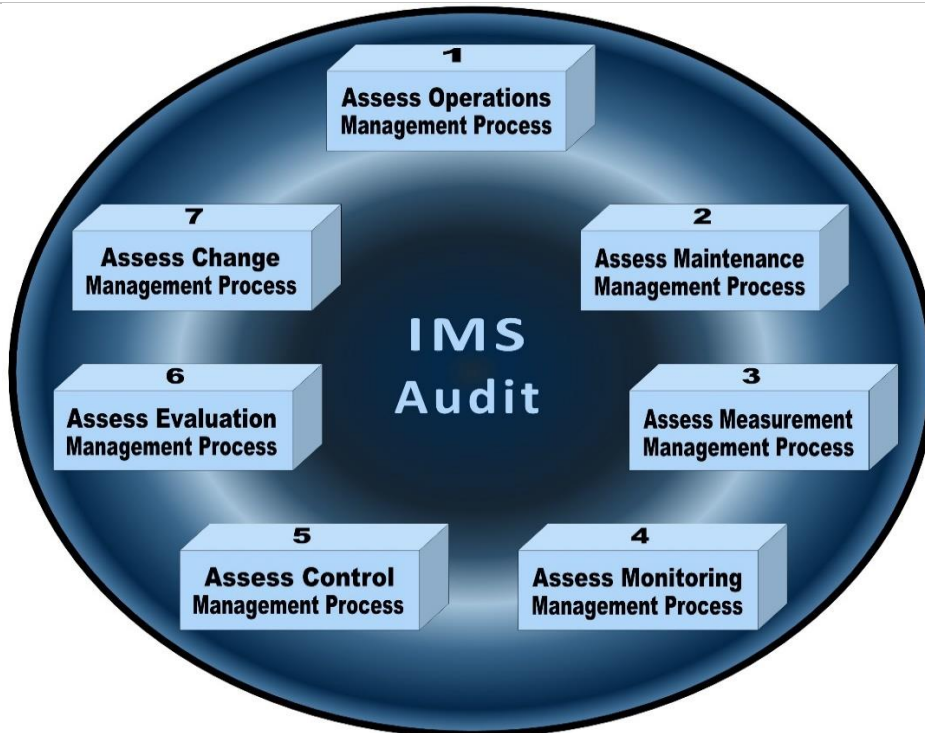 1
Assess Operations
Management Process
2
Assess Maintenance
Management Process
3
Assess Measurement
Management Process
4
Assess Monitoring
Management Process
5
Assess Control
Management Process
6
Assess Evaluation
Management Process
7
Assess Change
Management Process
IMS
Audit